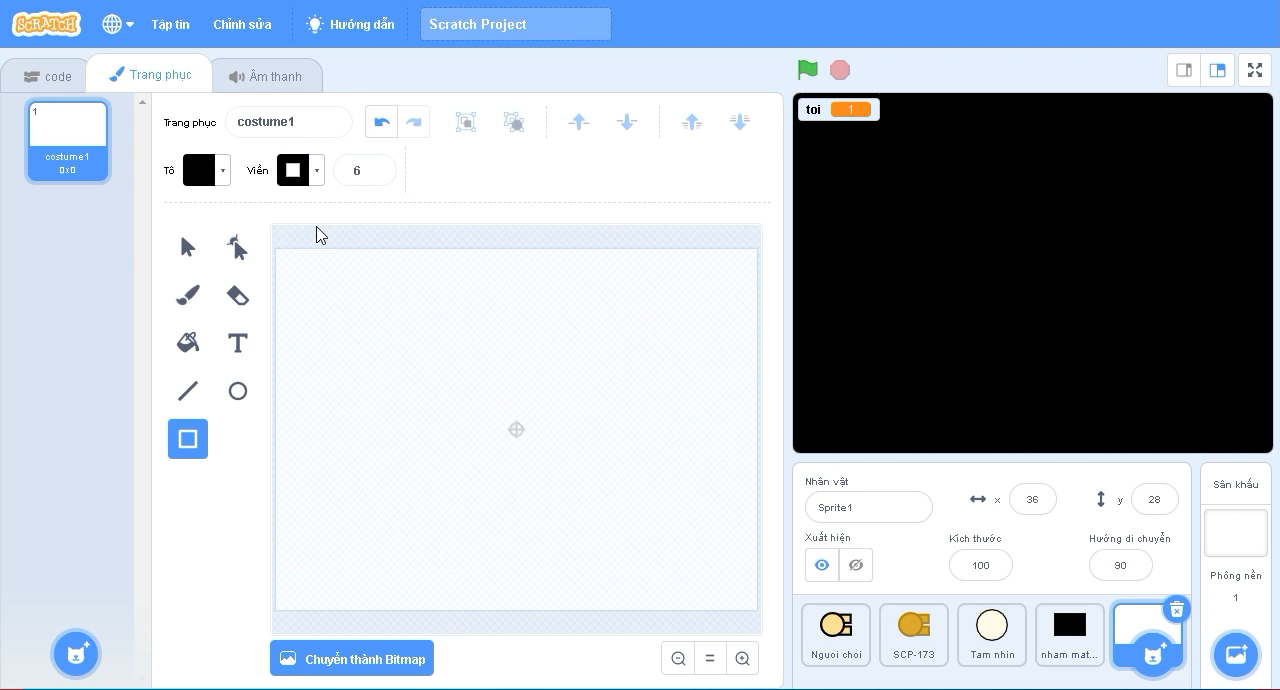 SCRATCH Tập tin Chỉnh sửa Hướng dẫn Scratch Project
code Trang phục Âm thanh
1
costume1
0x0
Trang phục costume1
Tô Viền 6
Chuyển thành Bitmap
toi 1
Nhân vật
Sprite1
x 36 y 28
Xuất hiện Kích thước Hướng di chuyển
100 90
Nguoi choi SCP-173 Tam nhin nham mat...
Sân khấu
Phông nền
1